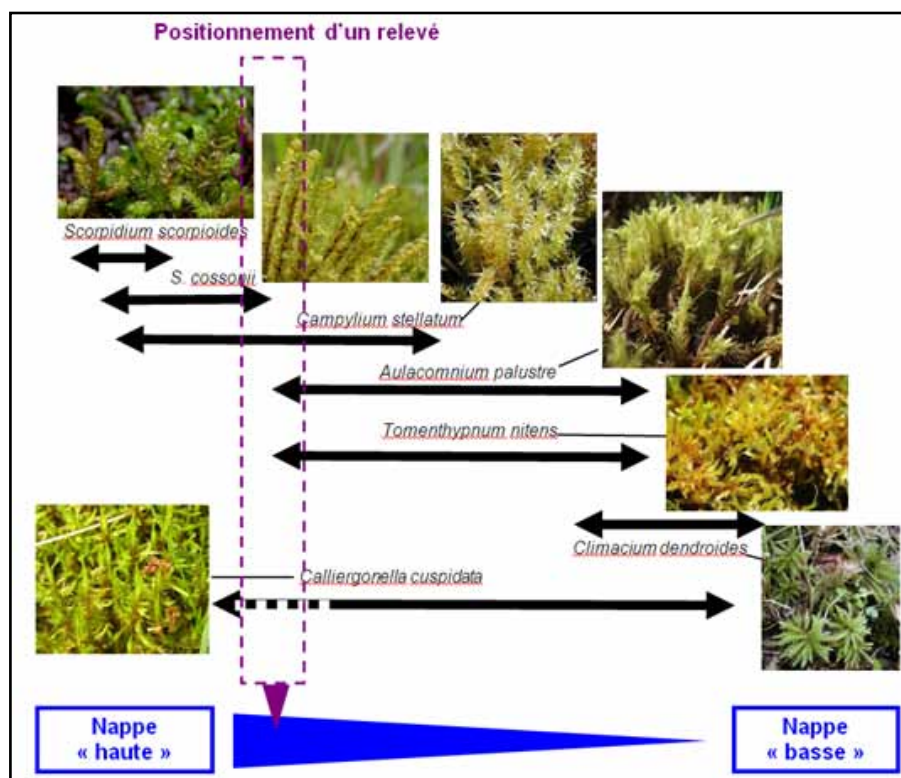 Positionnement d'un relevé
Scorpidium scorpioides
S. cossonii
Campylium stellatum
Aulacomnium palustre
Tomenthypnum nitens
Climacium dendroides
Calliergonella cuspidata
Nappe
« haute »
Nappe
« basse »